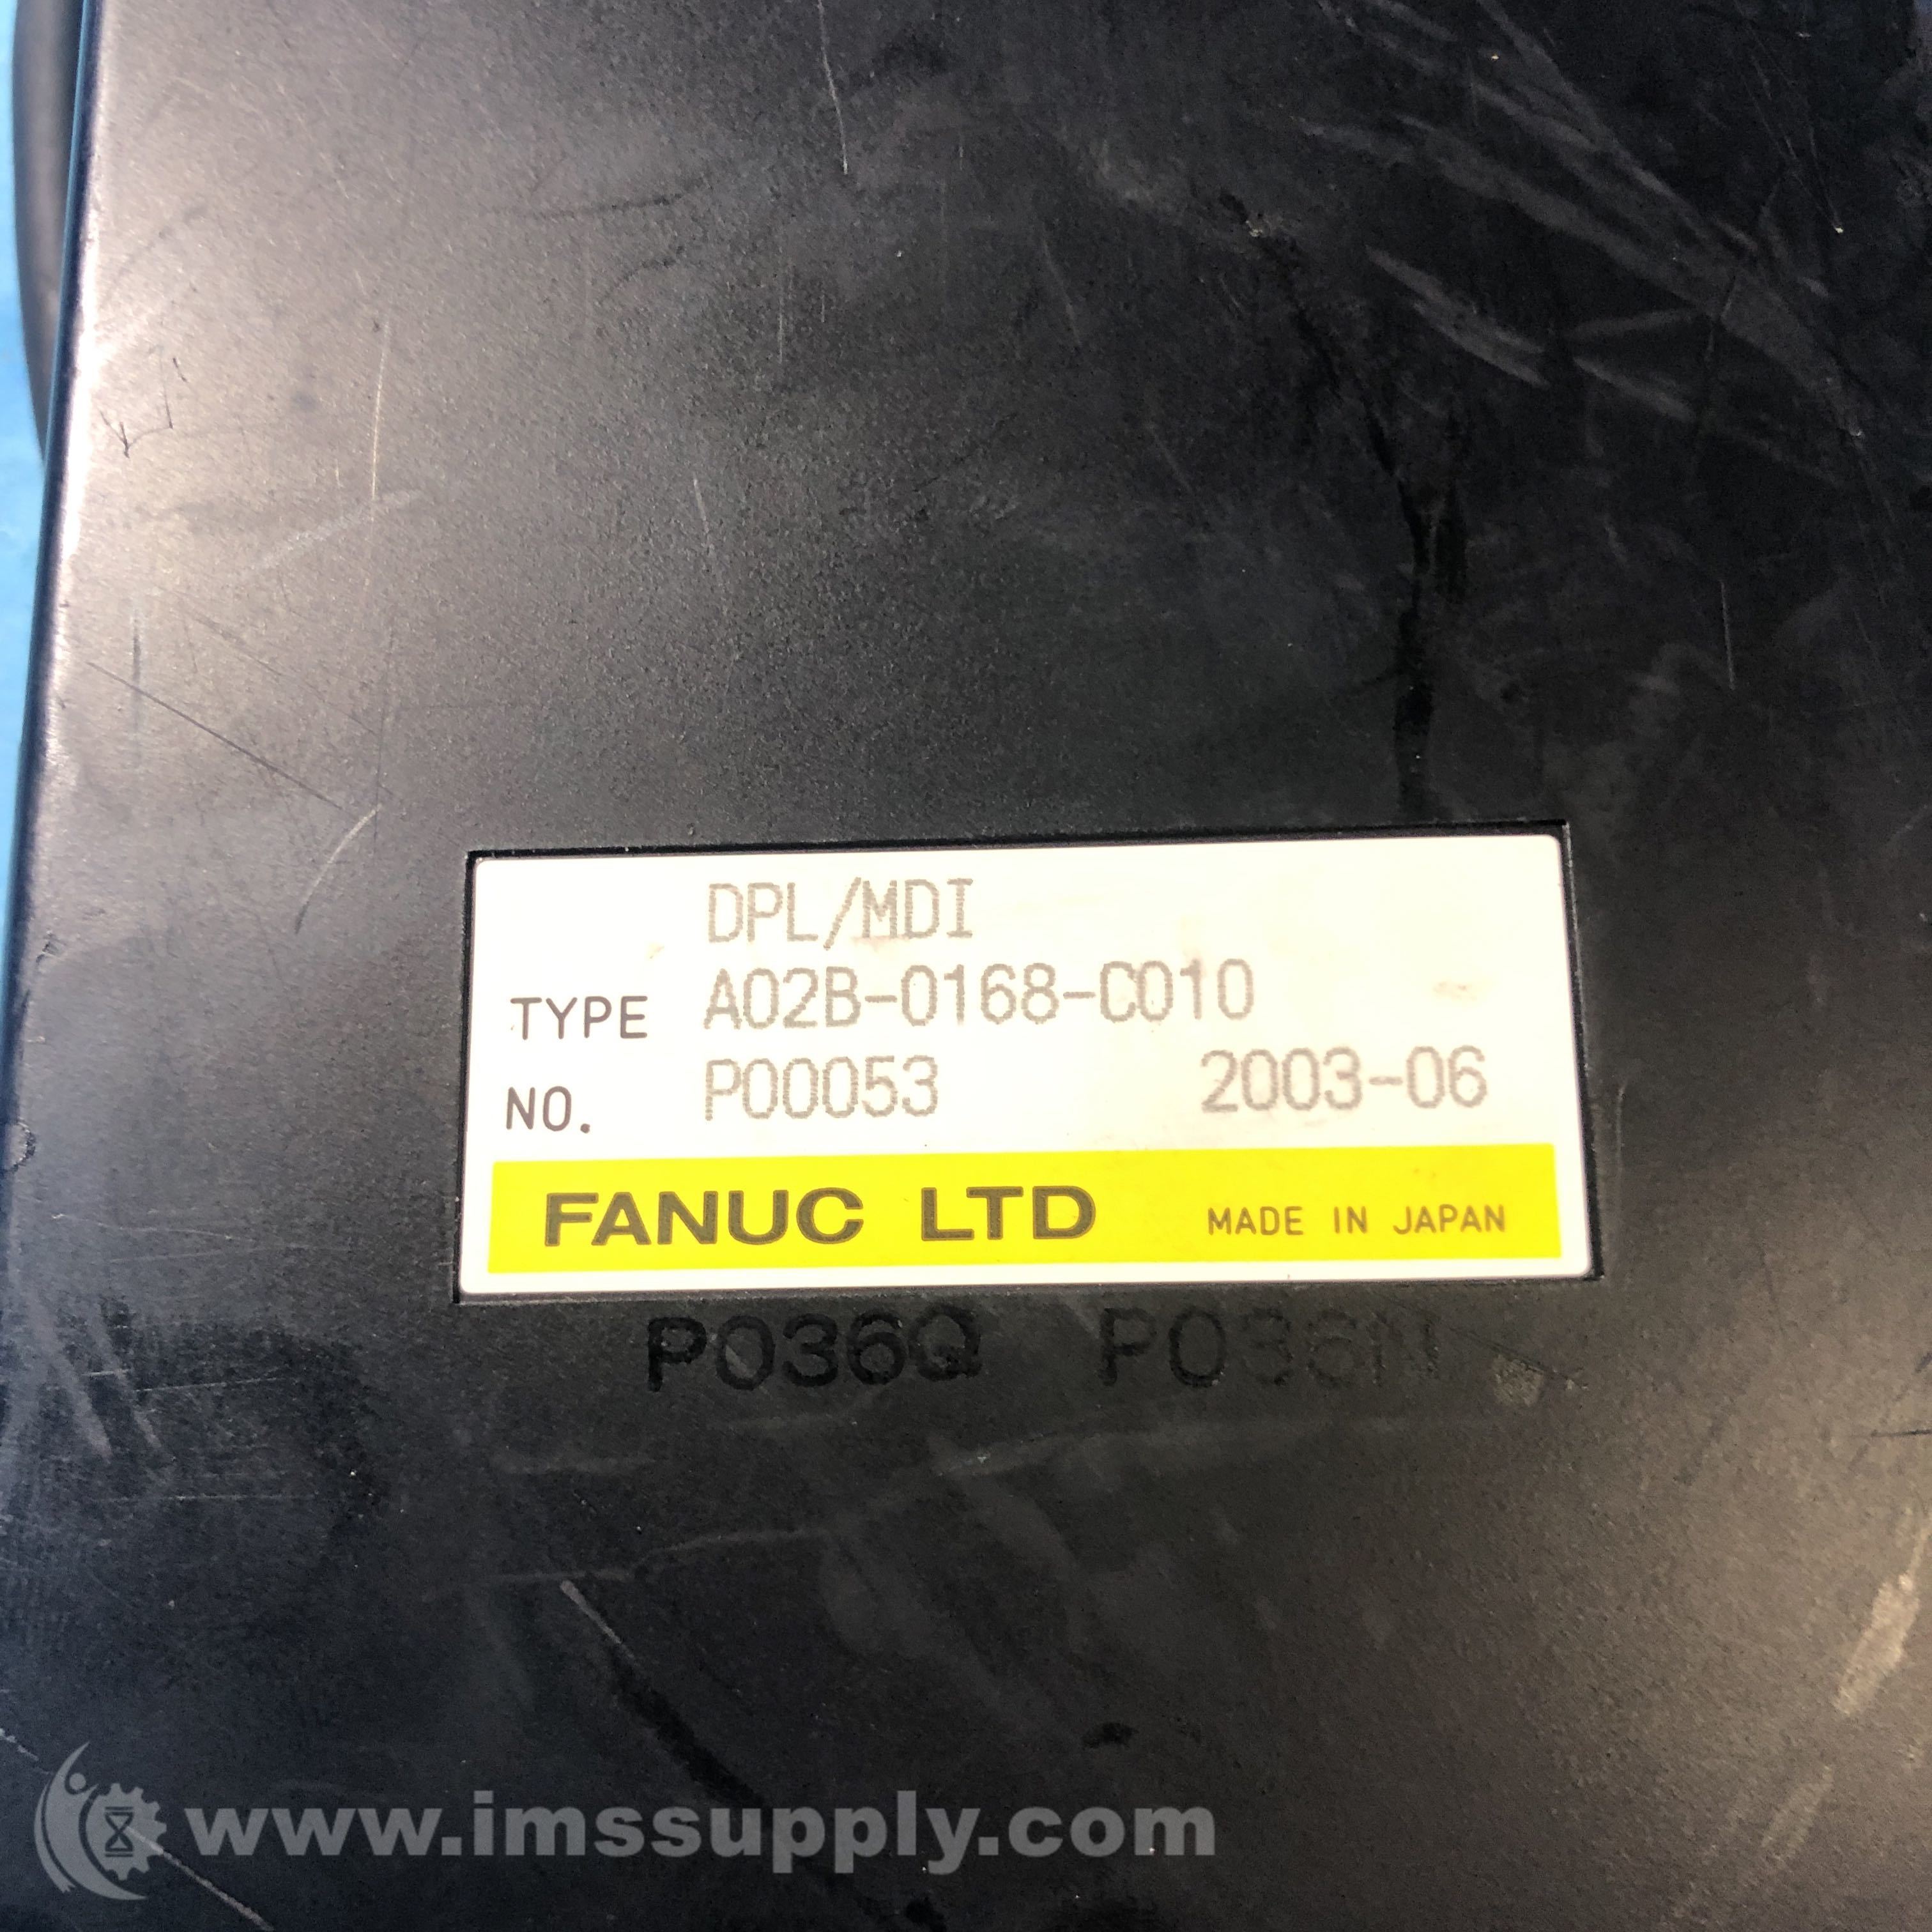 DPL/MDI
TYPE A02B-0168-C010
NO. P00053 2003-06
FANUC LTD MADE IN JAPAN
P036Q P036N
www.imssupply.com